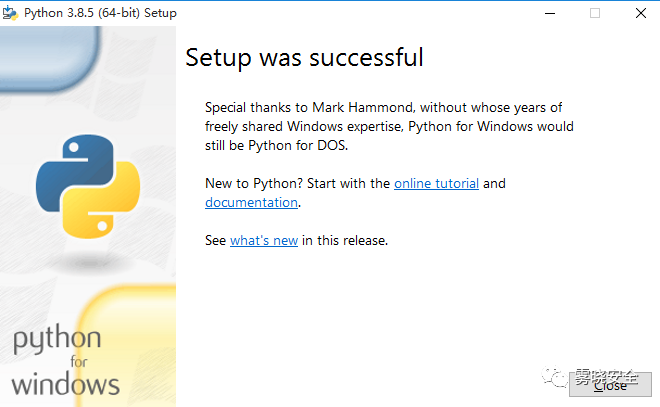 Python 3.8.5 (64-bit) Setup
Setup was successful
Special thanks to Mark Hammond, without whose years of
freely shared Windows expertise, Python for Windows would
still be Python for DOS.
New to Python? Start with the online tutorial and
documentation.
See what's new in this release.
python
for
windows
雾晓安全
Close